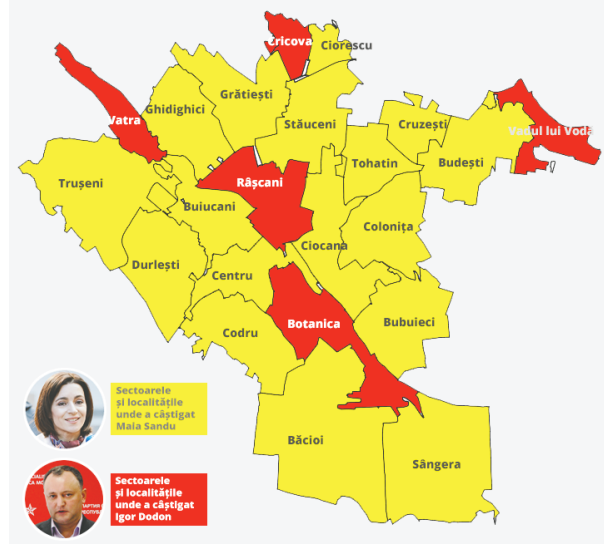 Cricova
Ciorescu
Grătiești
Ghidighici
Vatra
Stăuceni
Cruzești
Vadul lui Vodă
Tohatin
Budești
Trușeni
Râșcani
Buiucani
Colonița
Ciocana
Durlești
Centru
Botanica
Bubuieci
Codru
Băcioi
Sângera
Sectoarele
și localitățile
unde a câștigat
Maia Sandu
Sectoarele
și localitățile
unde a câștigat
Igor Dodon